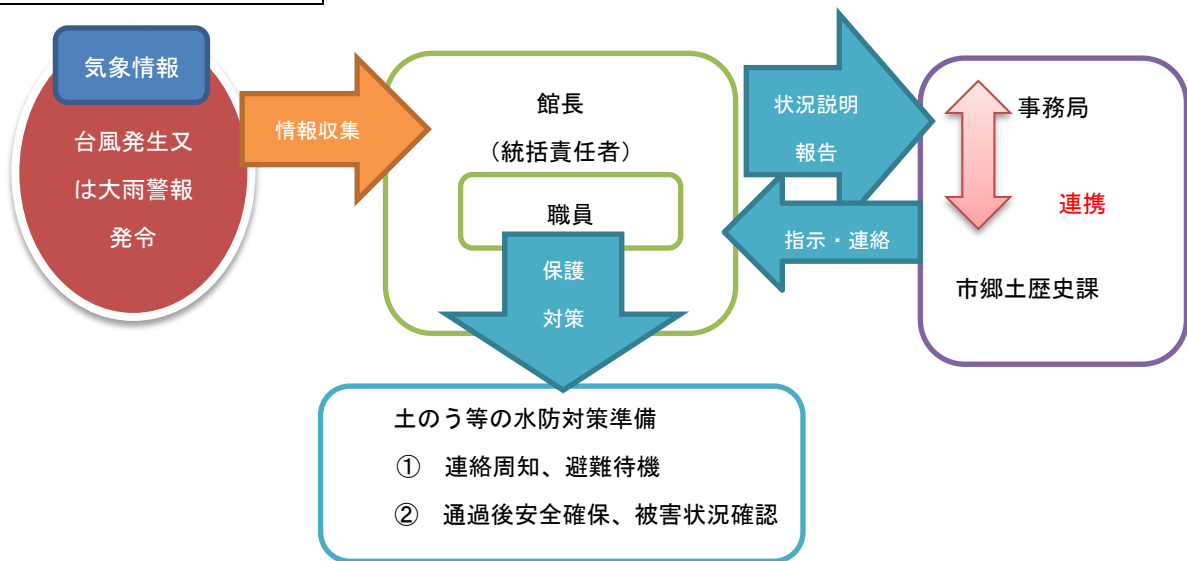 気象情報
台風発生又
は大雨警報
発令
情報収集
館長
(統括責任者)
職員
保護
対策
状況説明
報告
指示・連絡
事務局
連携
市郷土歴史課
土のう等の水防対策準備
① 連絡周知、避難待機
② 通過後安全確保、被害状況確認